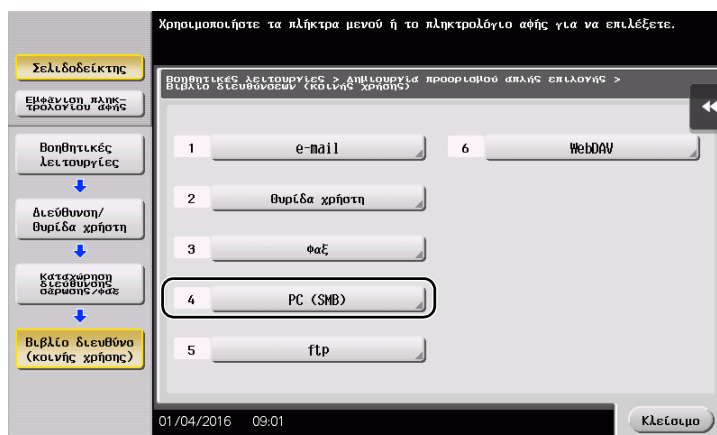 Χρησιμοποιήστε τα πλήκτρα μενού ή το πληκτρολόγιο αφής για να επιλέξετε.
Σελιδοδείκτης
Εμφάνιση πληκ-
τρολογίου αφής
Βοηθητικές λειτουργίες > Δημιουργία προορισμού απλής επιλογής >
Βιβλίο διευθύνσεων (κοινής χρήσης)
Βοηθητικές
λειτουργίες
Διεύθυνση/
θυρίδα χρήστη
Καταχώρηση
διεύθυνσης
σάρωσης/φαξ
Βιβλίο διευθύνσ
(κοινής χρήσης)
1 e-mail
6 WebDAV
2 Θυρίδα χρήστη
3 Φαξ
4 PC (SMB)
5 ftp
01/04/2016 09:01
Κλείσιμο